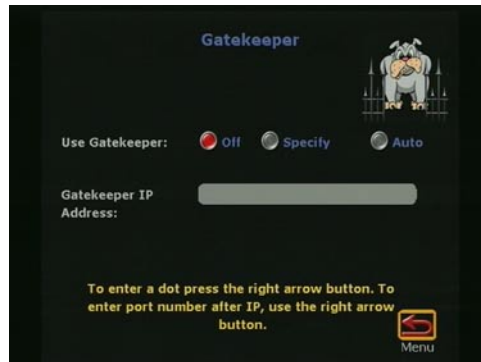 Gatekeeper
Use Gatekeeper: Off Specify Auto
Gatekeeper IP
Address:
To enter a dot press the right arrow button. To
enter port number after IP, use the right arrow
button.
Menu